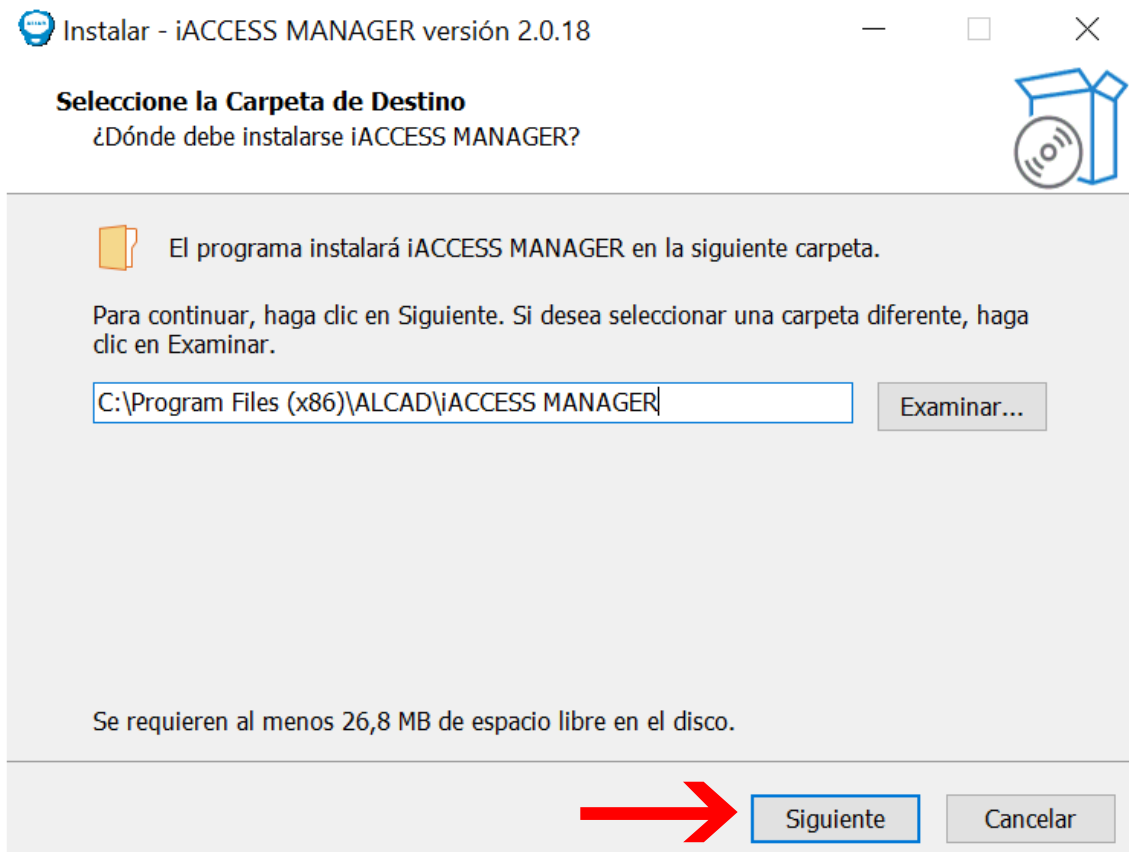 Instalar - iACCESS MANAGER versión 2.0.18
Seleccione la Carpeta de Destino
¿Dónde debe instalarse iACCESS MANAGER?
El programa instalará iACCESS MANAGER en la siguiente carpeta.
Para continuar, haga clic en Siguiente. Si desea seleccionar una carpeta diferente, haga
clic en Examinar.
C:\Program Files (x86)\ALCAD\iACCESS MANAGER
Examinar...
Se requieren al menos 26,8 MB de espacio libre en el disco.
Siguiente
Cancelar